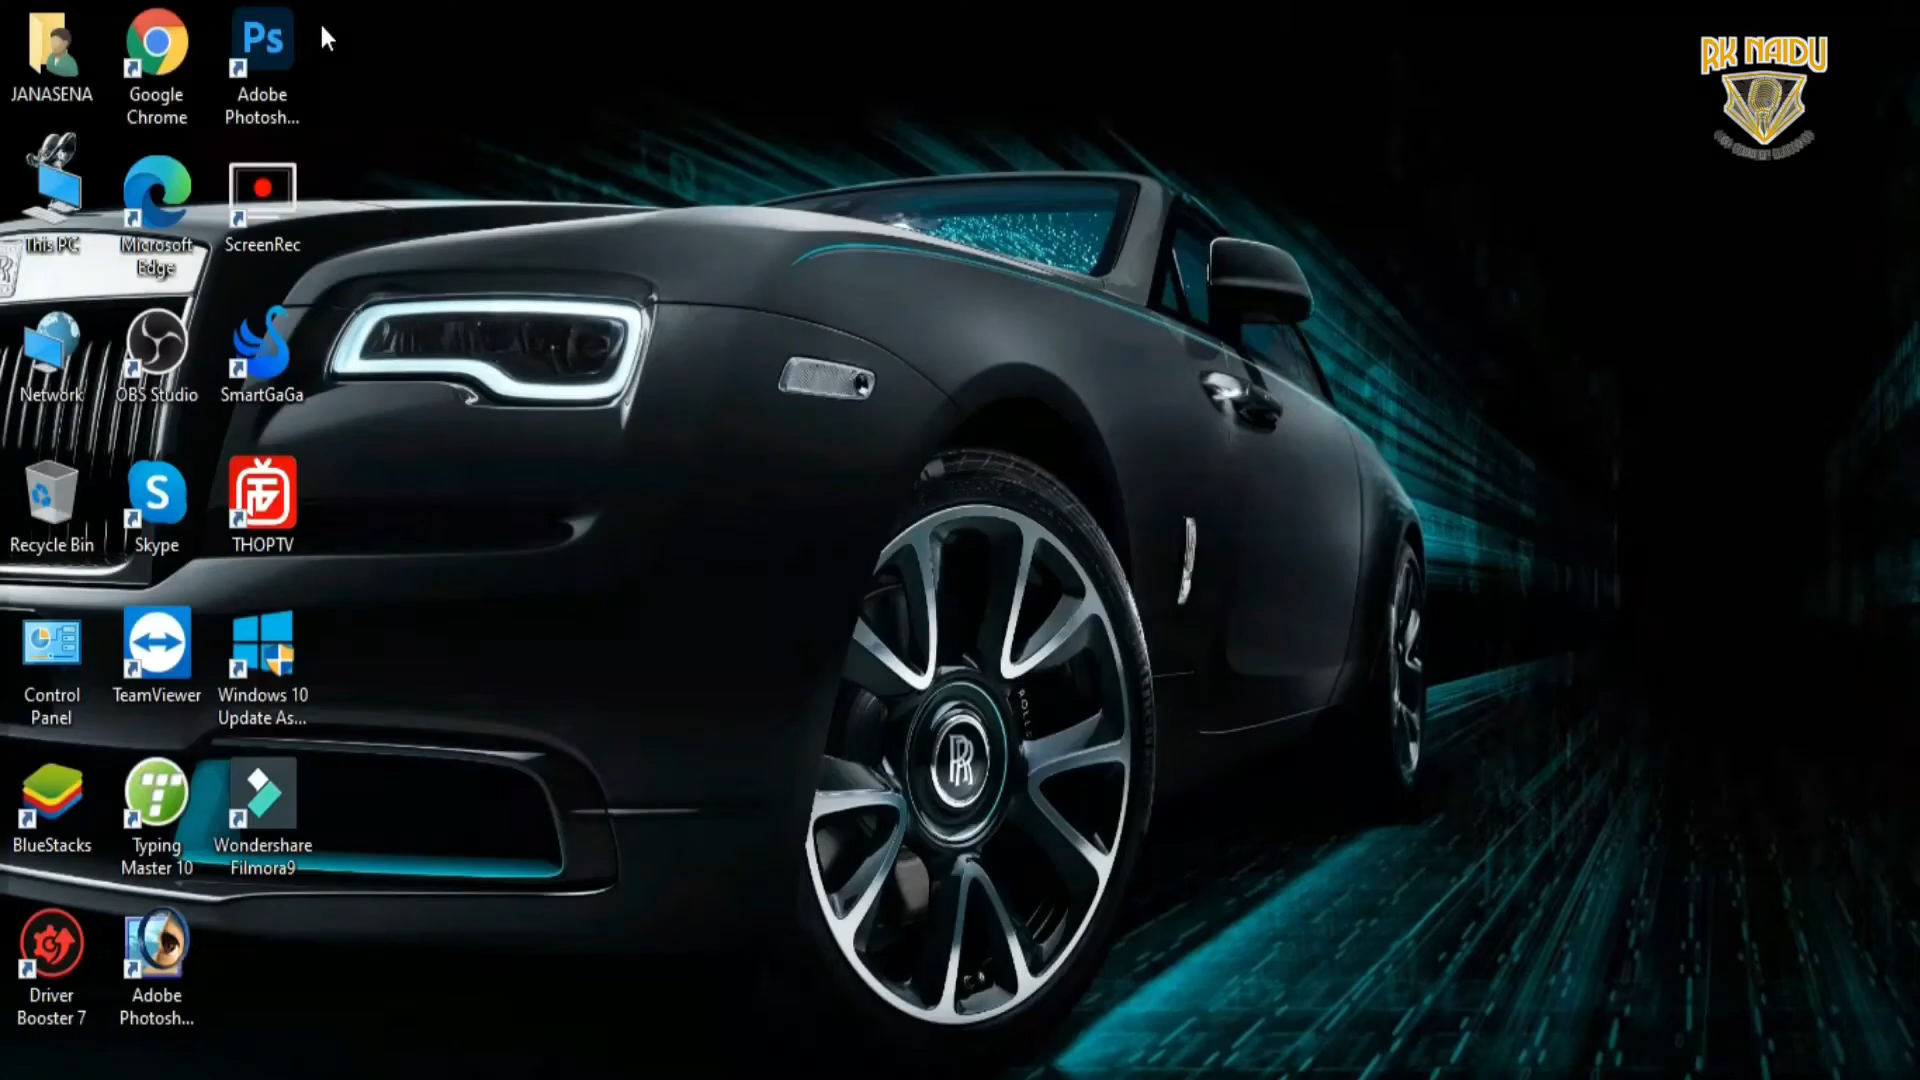 JANASENA
Google
Chrome
Adobe
Photosh...
Ps
This PC
Microsoft
Edge
ScreenRec
Network
OBS Studio
SmartGaGa
Recycle Bin
S
Skype
THOPTV
Control
Panel
TeamViewer
Windows 10
Update As...
BlueStacks
Typing
Master 10
Wondershare
Filmora9
Driver
Booster 7
Adobe
Photosh...
RK NAIDU
RR